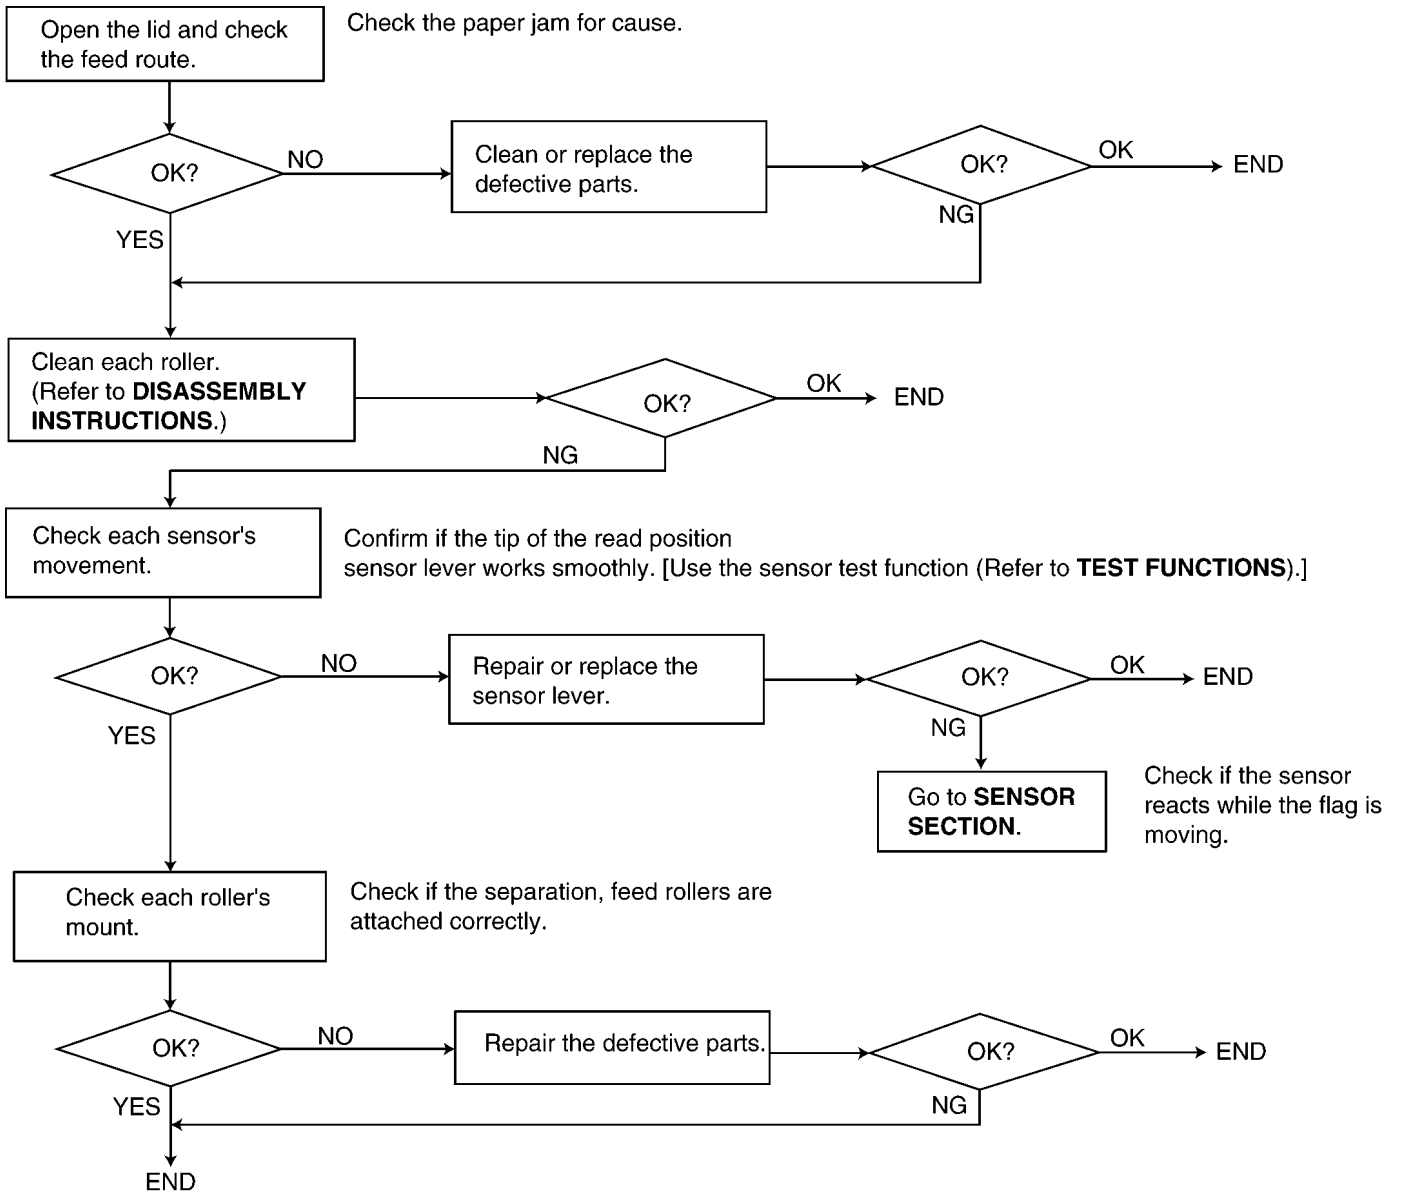 Open the lid and check
the feed route.
Check the paper jam for cause.
OK?
NO
Clean or replace the
defective parts.
OK?
OK
END
NG
YES
Clean each roller.
(Refer to DISASSEMBLY
INSTRUCTIONS.)
OK?
OK
END
NG
Check each sensor's
movement.
Confirm if the tip of the read position
sensor lever works smoothly. [Use the sensor test function (Refer to TEST FUNCTIONS).]
OK?
NO
Repair or replace the
sensor lever.
OK?
OK
END
NG
YES
Go to SENSOR
SECTION.
Check if the sensor
reacts while the flag is
moving.
Check each roller's
mount.
Check if the separation, feed rollers are
attached correctly.
OK?
NO
Repair the defective parts.
OK?
OK
END
YES
NG
END